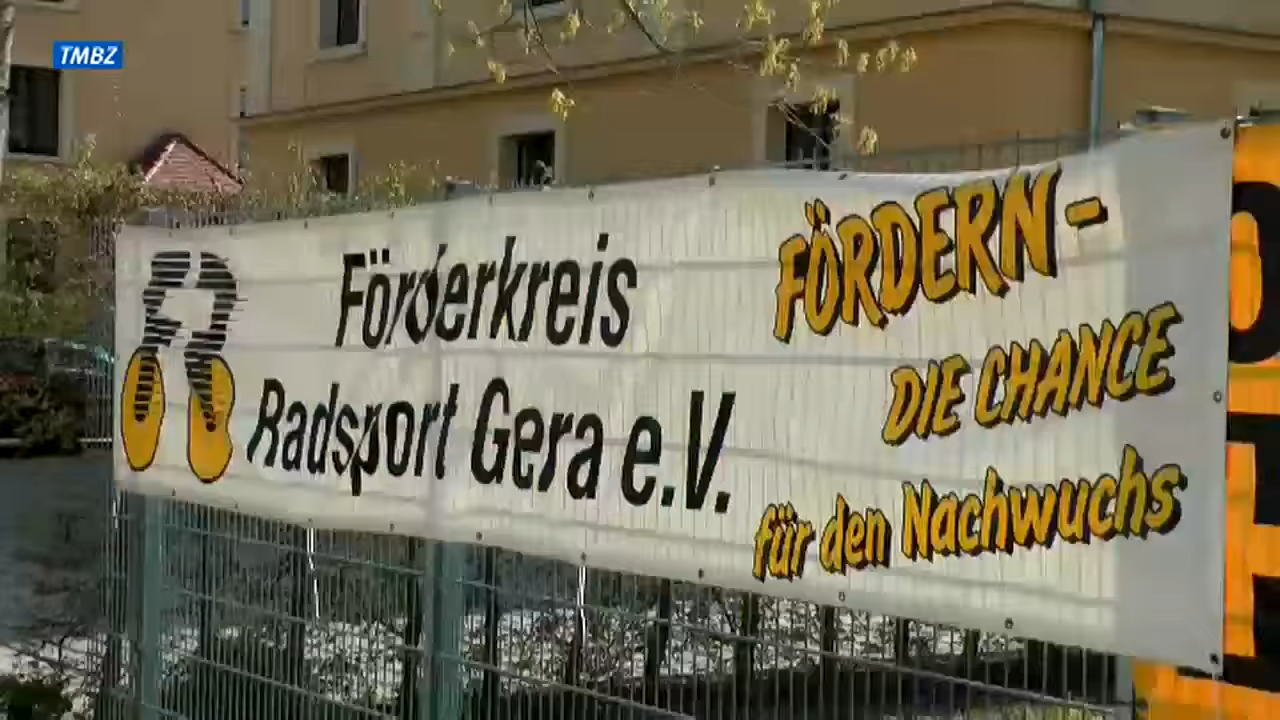 TMBZ
Förderkreis
Radsport Gera e.V.
FÖRDERN -
DIE CHANCE
für den Nachwuchs